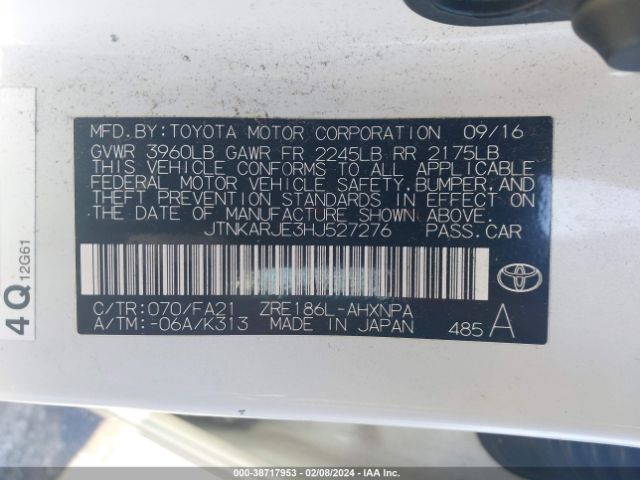 MFD. BY: TOYOTA MOTOR CORPORATION 09/16
GVWR 3960LB GAWR FR 2245LB RR 2175LB
THIS VEHICLE CONFORMS TO ALL APPLICABLE
FEDERAL MOTOR VEHICLE SAFETY, BUMPER, AND
THEFT PREVENTION STANDARDS IN EFFECT ON
THE DATE OF MANUFACTURE SHOWN ABOVE.
JTNKARJE3HJ527276 PASS. CAR
C/TR: 070/FA21 ZRE186L-AHXNPA
A/TM: -06A/K313 MADE IN JAPAN 485 A
4Q 12G61
000-38717953 - 02/08/2024 - IAAI.COM